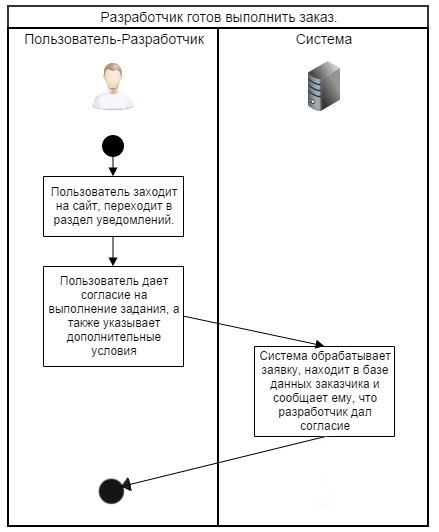 Разработчик готов выполнить заказ.
Пользователь-Разработчик
Система
Пользователь заходит
на сайт, переходит в
раздел уведомлений.
Пользователь дает
согласие на
выполнение задания, а
также указывает
дополнительные
условия
Система обрабатывает
заявку, находит в базе
данных заказчика и
сообщает ему, что
разработчик дал
согласие